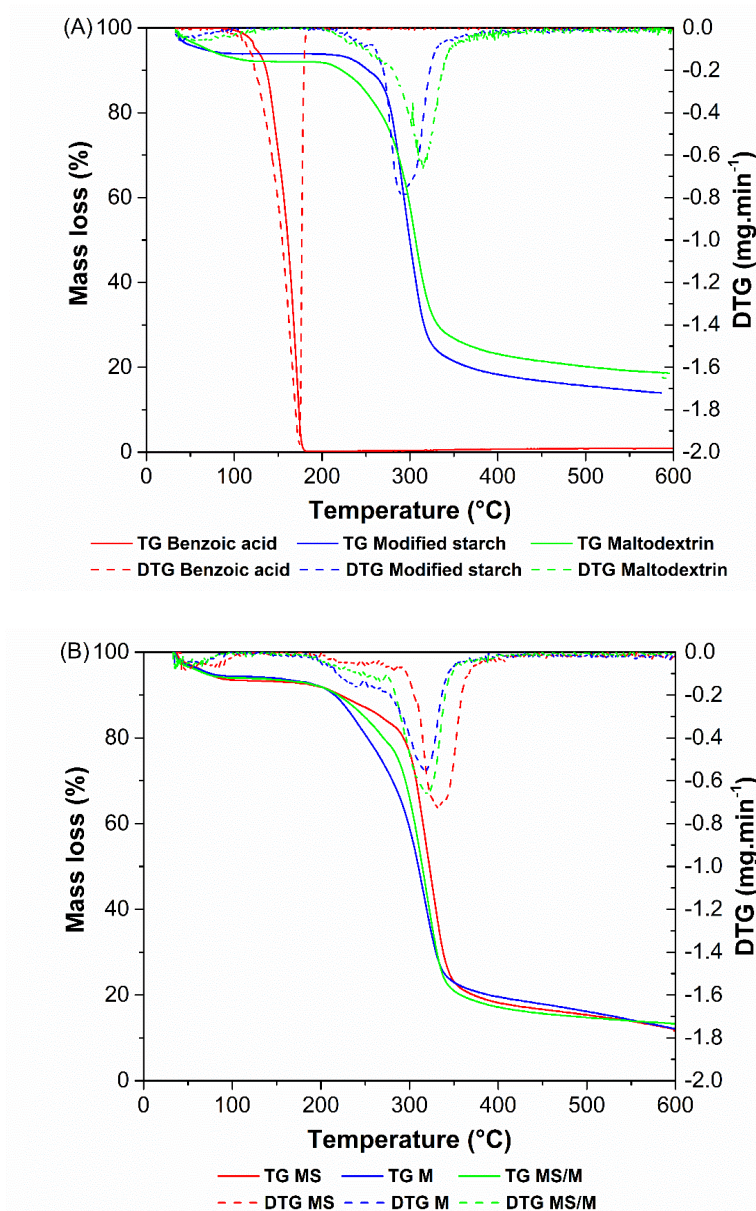 (A)
100
80
60
40
20
0
Mass loss (%)
0.0
-0.2
-0.4
-0.6
-0.8
-1.0
-1.2
-1.4
-1.6
-1.8
-2.0
DTG (mg.min⁻¹)
0 100 200 300 400 500 600
Temperature (°C)
TG Benzoic acid TG Modified starch TG Maltodextrin
DTG Benzoic acid DTG Modified starch DTG Maltodextrin
(B)
100
80
60
40
20
0
Mass loss (%)
0.0
-0.2
-0.4
-0.6
-0.8
-1.0
-1.2
-1.4
-1.6
-1.8
-2.0
DTG (mg.min⁻¹)
0 100 200 300 400 500 600
Temperature (°C)
TG MS TG M TG MS/M
DTG MS DTG M DTG MS/M